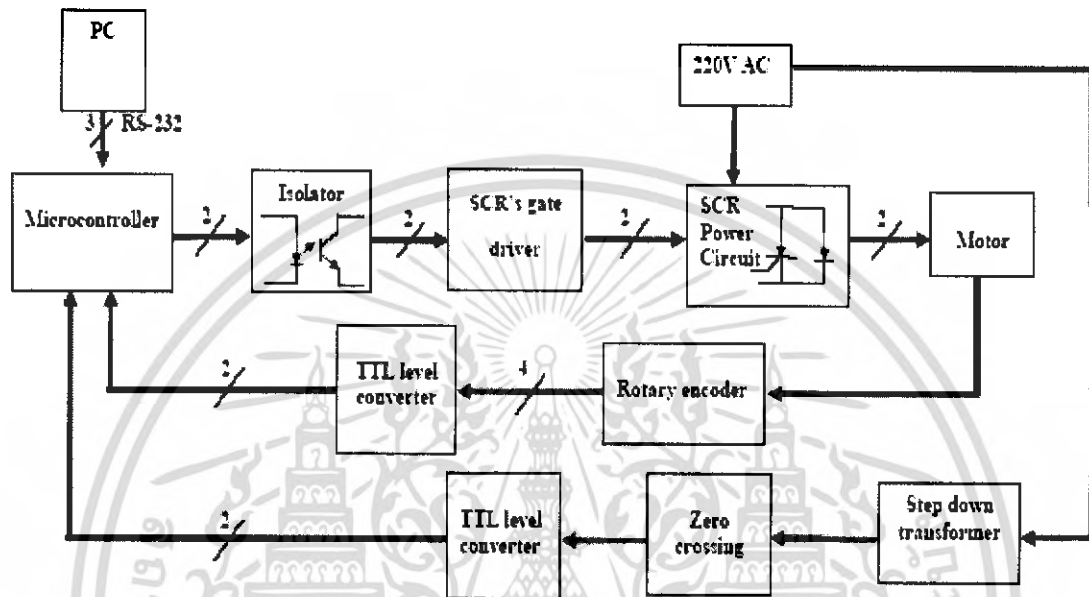 PC
220V AC
3 RS-232
Microcontroller
2
Isolator
2
SCR's gate
driver
2
SCR
Power
Circuit
2
Motor
2
TTL level
converter
4
Rotary encoder
2
TTL level
converter
Zero
crossing
Step down
transformer